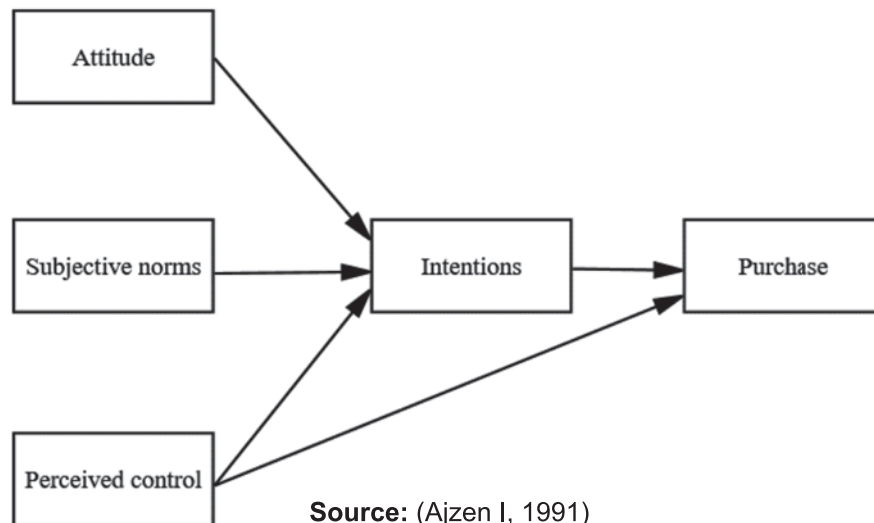 Attitude
Subjective norms
Intentions
Purchase
Perceived control
Source: (Ajzen I, 1991)